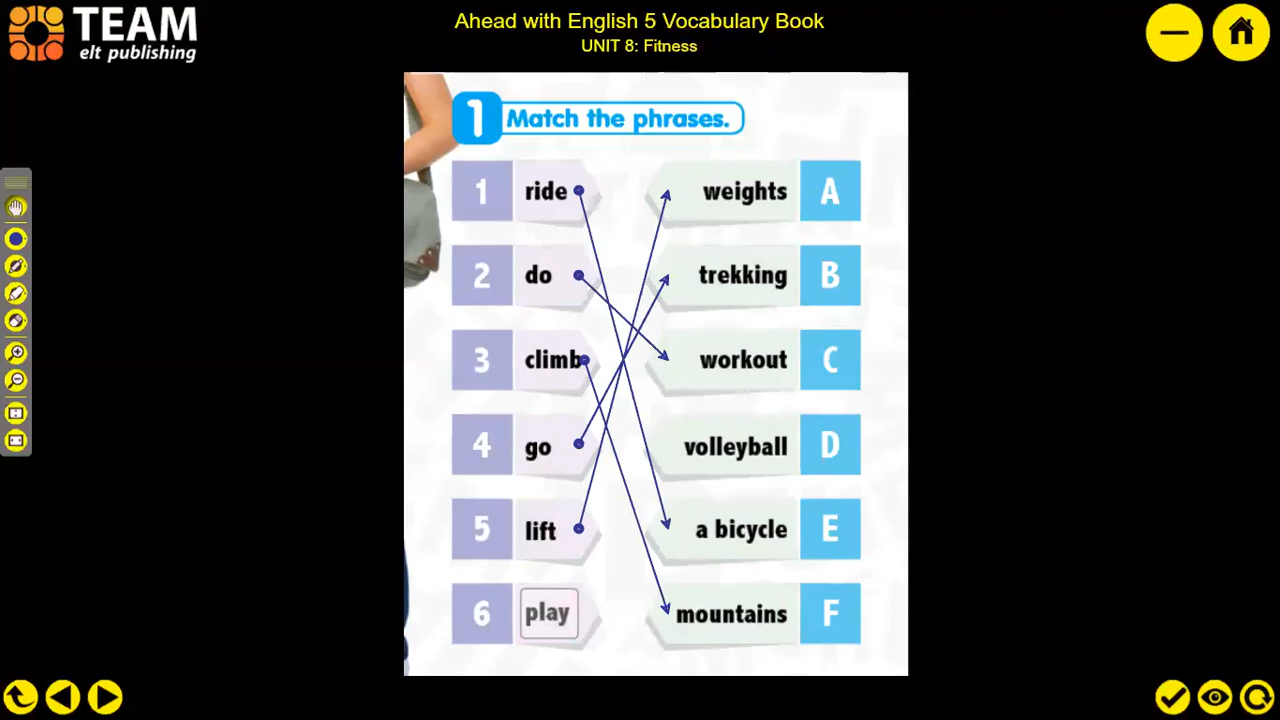 TEAM
elt publishing
Ahead with English 5 Vocabulary Book
UNIT 8: Fitness
1 Match the phrases.
1 ride weights A
2 do trekking B
3 climb workout C
4 go volleyball D
5 lift a bicycle E
6 play mountains F